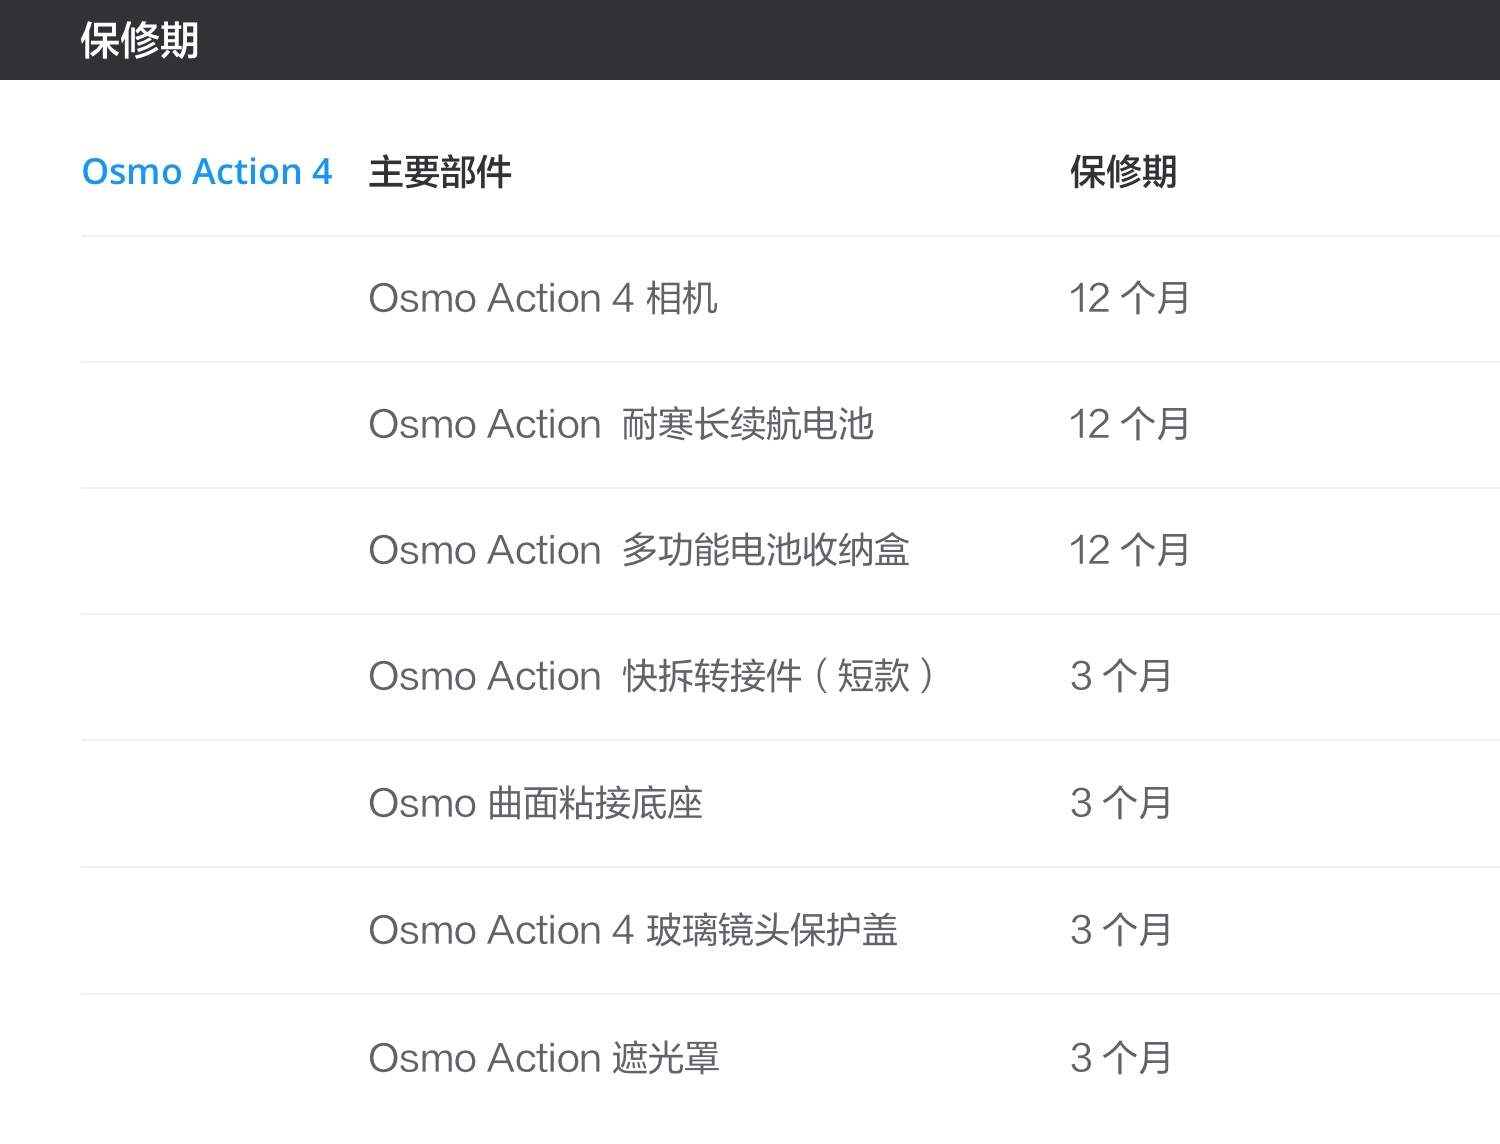 保修期
Osmo Action 4 主要部件 保修期
Osmo Action 4 相机 12 个月
Osmo Action 耐寒长续航电池 12 个月
Osmo Action 多功能电池收纳盒 12 个月
Osmo Action 快拆转接件（短款） 3 个月
Osmo 曲面粘接底座 3 个月
Osmo Action 4 玻璃镜头保护盖 3 个月
Osmo Action 遮光罩 3 个月